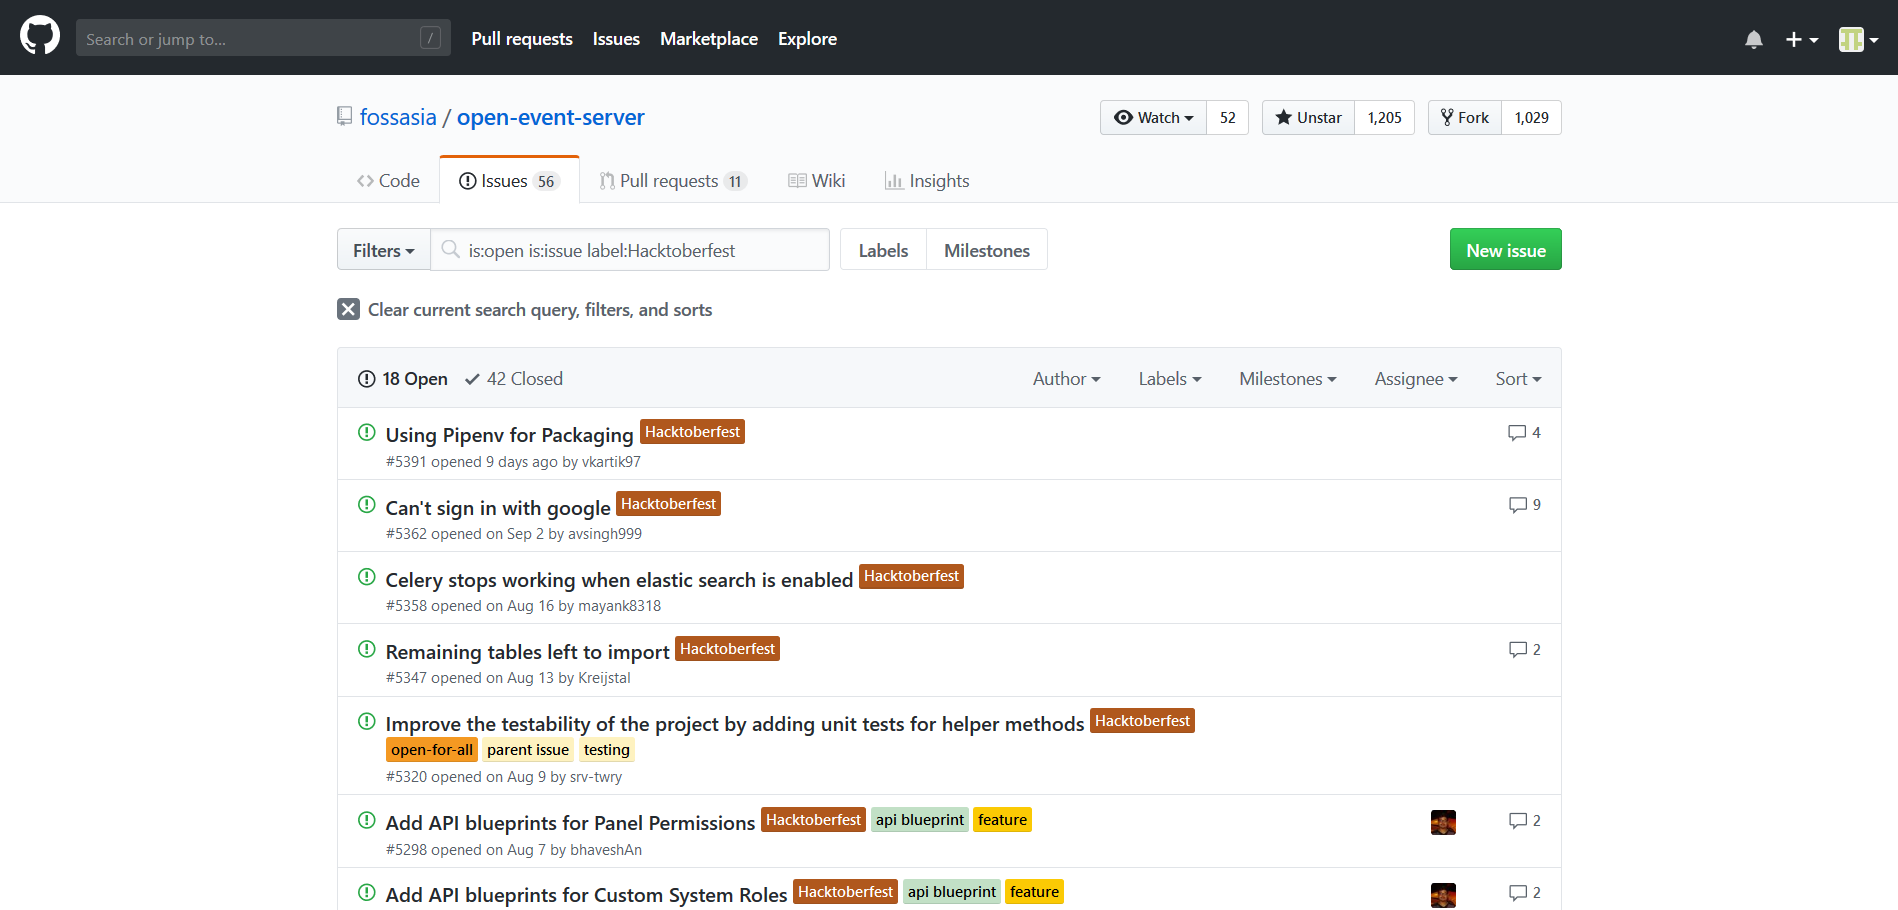 Search or jump to... / Pull requests Issues Marketplace Explore
fossasia / open-event-server Watch 52 Unstar 1,205 Fork 1,029
Code Issues 56 Pull requests 11 Wiki Insights
Filters is:open is:issue label:Hacktoberfest Labels Milestones New issue
Clear current search query, filters, and sorts
18 Open 42 Closed Author Labels Milestones Assignee Sort
Using Pipenv for Packaging Hacktoberfest 4
#5391 opened 9 days ago by vkartik97
Can't sign in with google Hacktoberfest 9
#5362 opened on Sep 2 by avsingh999
Celery stops working when elastic search is enabled Hacktoberfest
#5358 opened on Aug 16 by mayank8318
Remaining tables left to import Hacktoberfest 2
#5347 opened on Aug 13 by Kreijstal
Improve the testability of the project by adding unit tests for helper methods Hacktoberfest
open-for-all parent issue testing
#5320 opened on Aug 9 by srv-twry
Add API blueprints for Panel Permissions Hacktoberfest api blueprint feature 2
#5298 opened on Aug 7 by bhaveshAn
Add API blueprints for Custom System Roles Hacktoberfest api blueprint feature 2